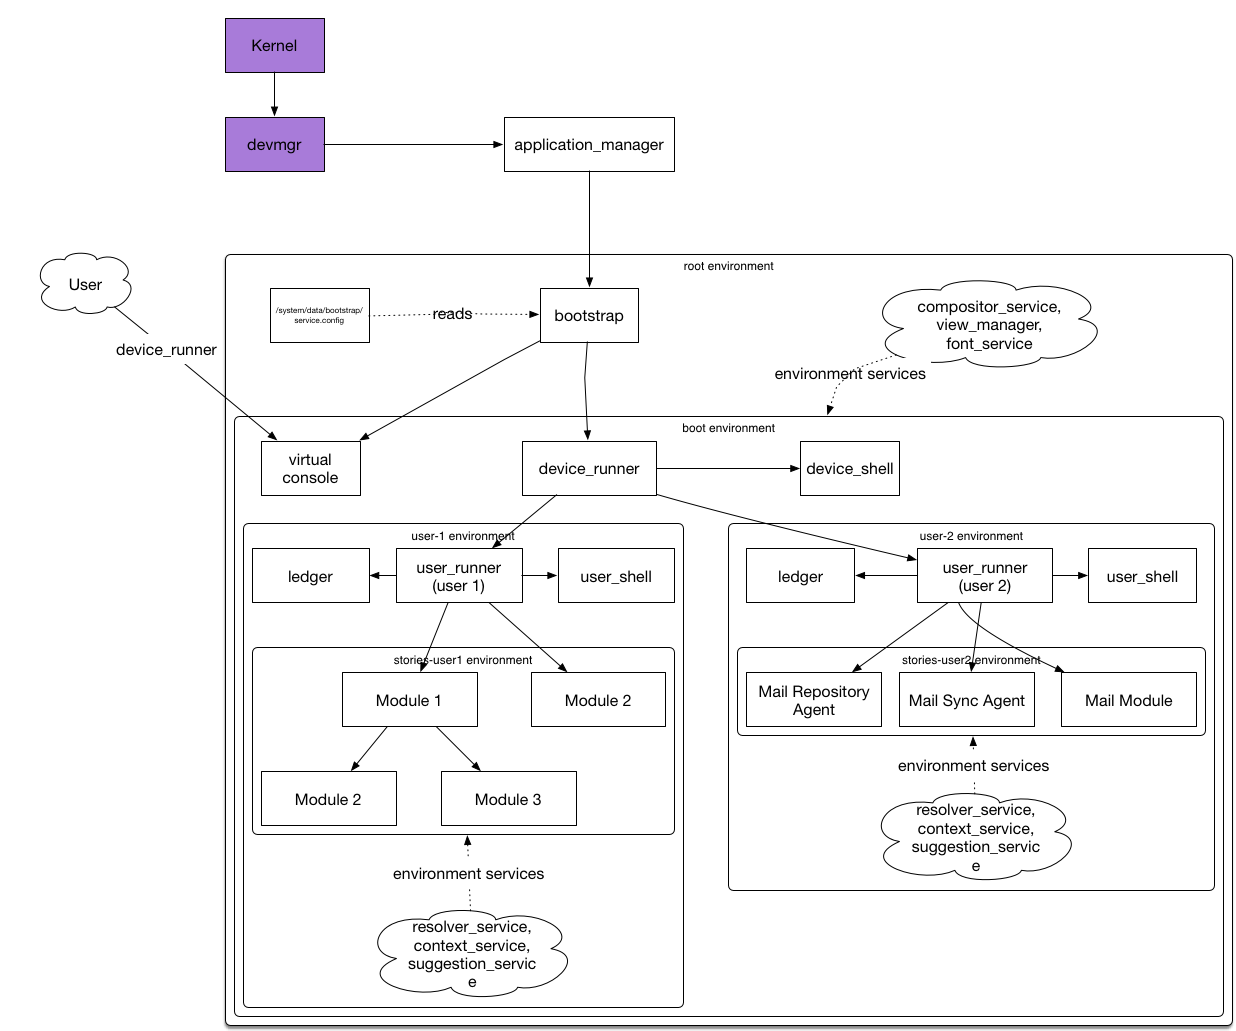 Kernel
devmgr
application_manager
root environment
User
/system/data/bootstrap/
service.config
reads
bootstrap
compositor_service,
view_manager,
font_service
device_runner
environment services
boot environment
virtual
console
device_runner
device_shell
user-1 environment
user-2 environment
ledger
user_runner
(user 1)
user_shell
ledger
user_runner
(user 2)
user_shell
stories-user1 environment
stories-user2 environment
Module 1
Module 2
Mail Repository
Agent
Mail Sync Agent
Mail Module
environment services
Module 2
Module 3
resolver_service,
context_service,
suggestion_servic
e
environment services
resolver_service,
context_service,
suggestion_servic
e